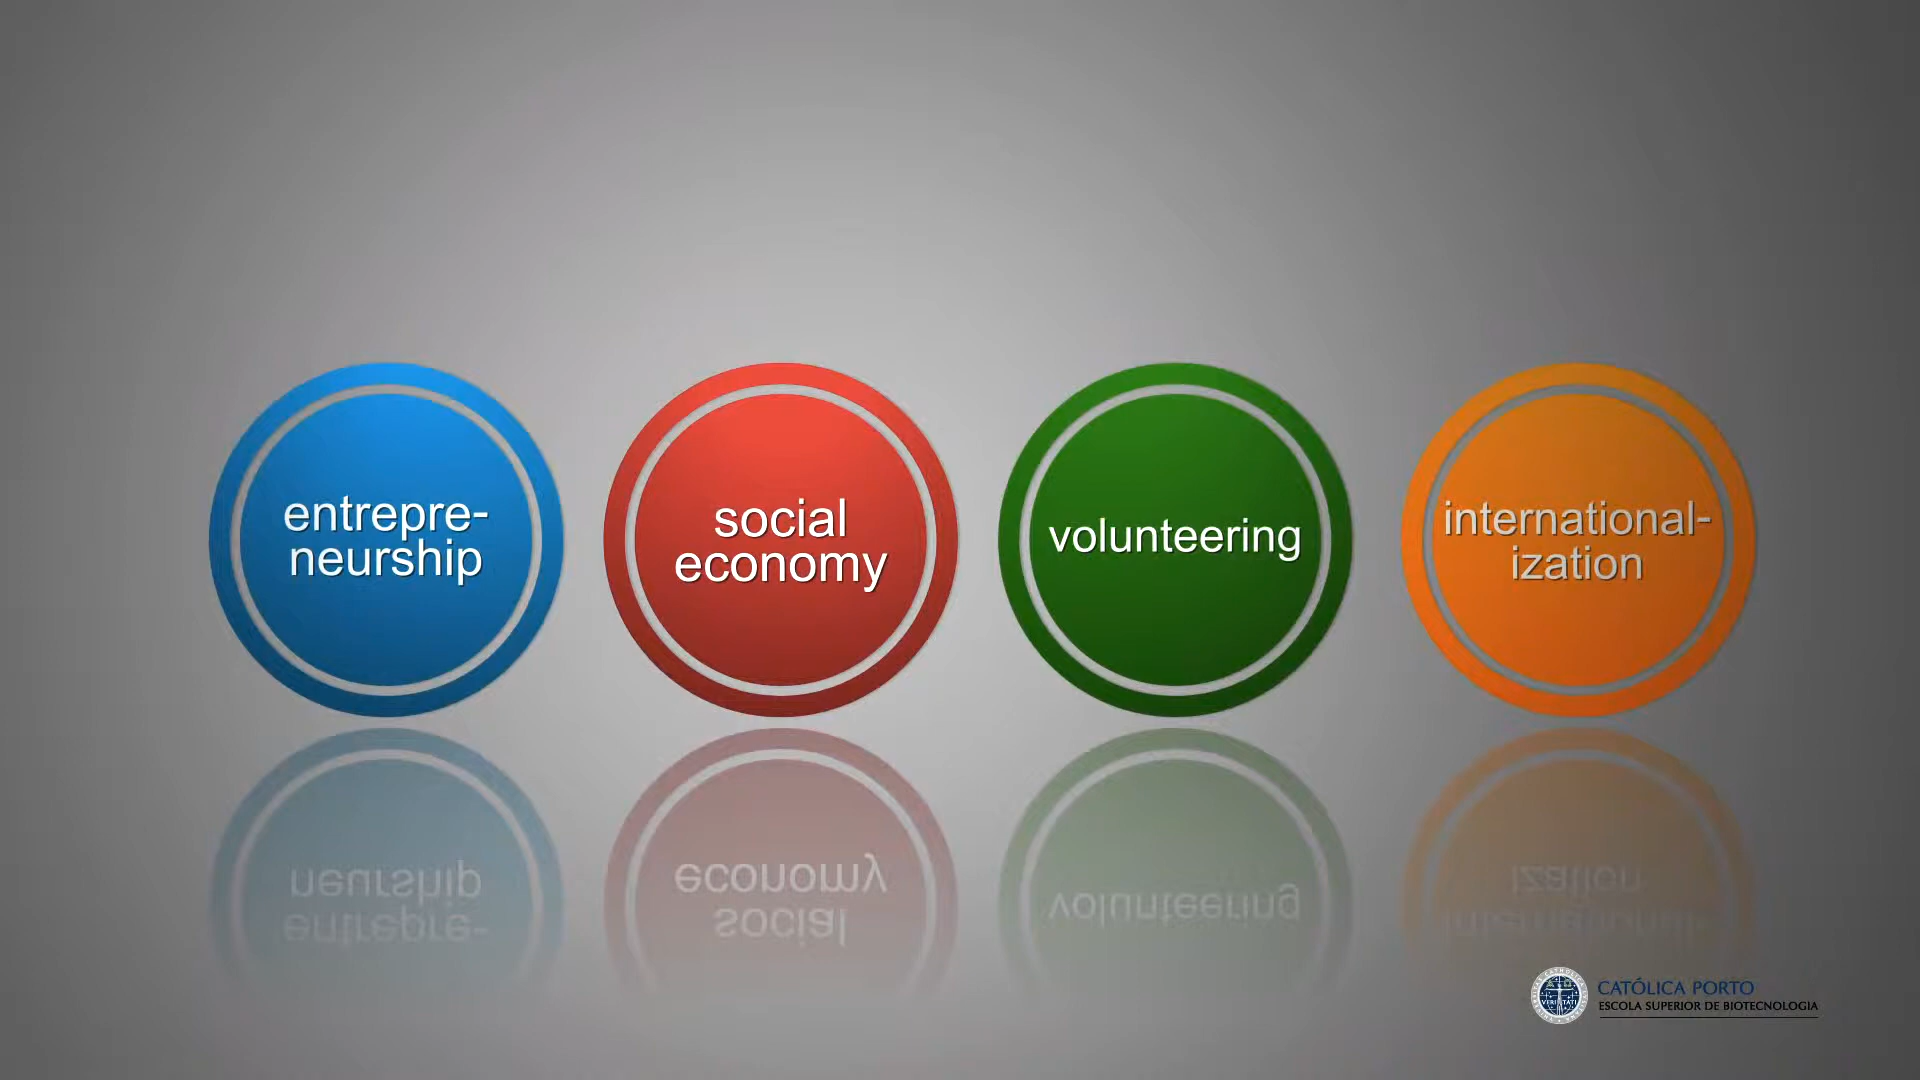 entrepre-
neurship
social
economy
volunteering
international-
ization
CATÓLICA PORTO
ESCOLA SUPERIOR DE BIOTECNOLOGIA